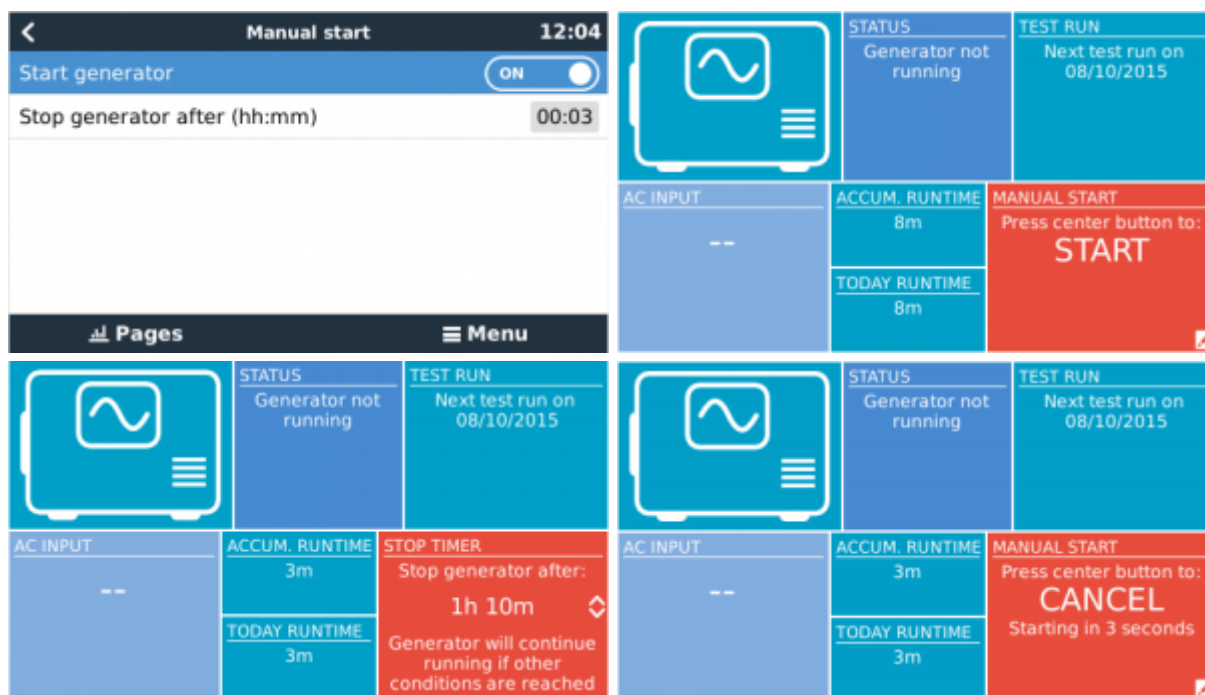 Manual start 12:04
Start generator ON
Stop generator after (hh:mm) 00:03
Pages Menu
STATUS
Generator not
running
TEST RUN
Next test run on
08/10/2015
AC INPUT
--
ACCUM. RUNTIME
8m
TODAY RUNTIME
8m
MANUAL START
Press center button to:
START
STATUS
Generator not
running
TEST RUN
Next test run on
08/10/2015
AC INPUT
--
ACCUM. RUNTIME
3m
TODAY RUNTIME
3m
STOP TIMER
Stop generator after:
1h 10m
Generator will continue
running if other
conditions are reached
STATUS
Generator not
running
TEST RUN
Next test run on
08/10/2015
AC INPUT
--
ACCUM. RUNTIME
3m
TODAY RUNTIME
3m
MANUAL START
Press center button to:
CANCEL
Starting in 3 seconds